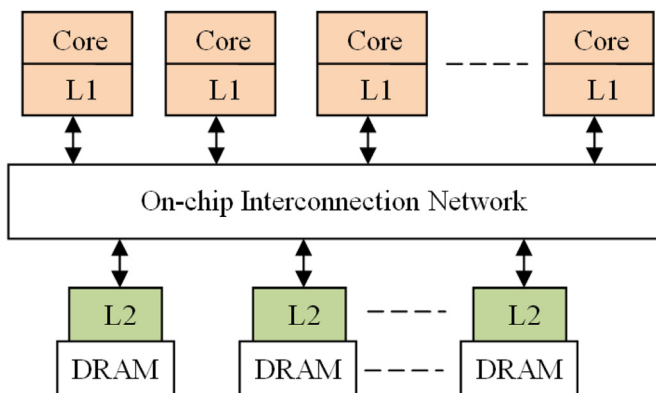 Core Core Core Core
L1 L1 L1 L1
On-chip Interconnection Network
L2 L2 L2
DRAM DRAM DRAM